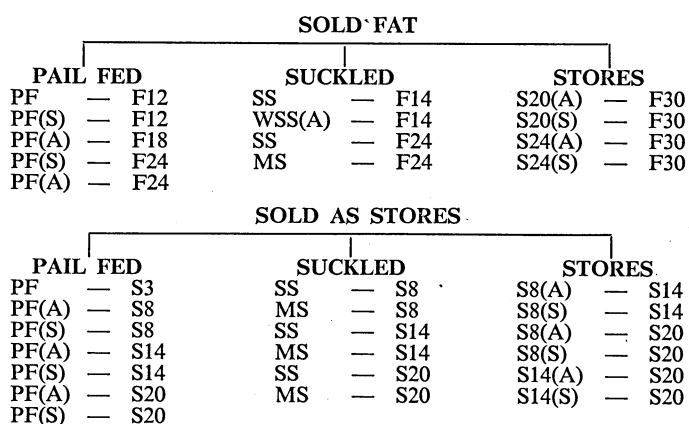 SOLD FAT
PAIL FED SUCKLED STORES
PF — F12 SS — F14 S20(A) — F30
PF(S) — F12 WSS(A) — F14 S20(S) — F30
PF(A) — F18 SS — F24 S24(A) — F30
PF(S) — F24 MS — F24 S24(S) — F30
PF(A) — F24
SOLD AS STORES
PAIL FED SUCKLED STORES
PF — S3 SS — S8 S8(A) — S14
PF(A) — S8 MS — S8 S8(S) — S14
PF(S) — S8 SS — S14 S8(A) — S20
PF(A) — S14 MS — S14 S8(S) — S20
PF(S) — S14 SS — S20 S14(A) — S20
PF(A) — S20 MS — S20 S14(S) — S20
PF(S) — S20